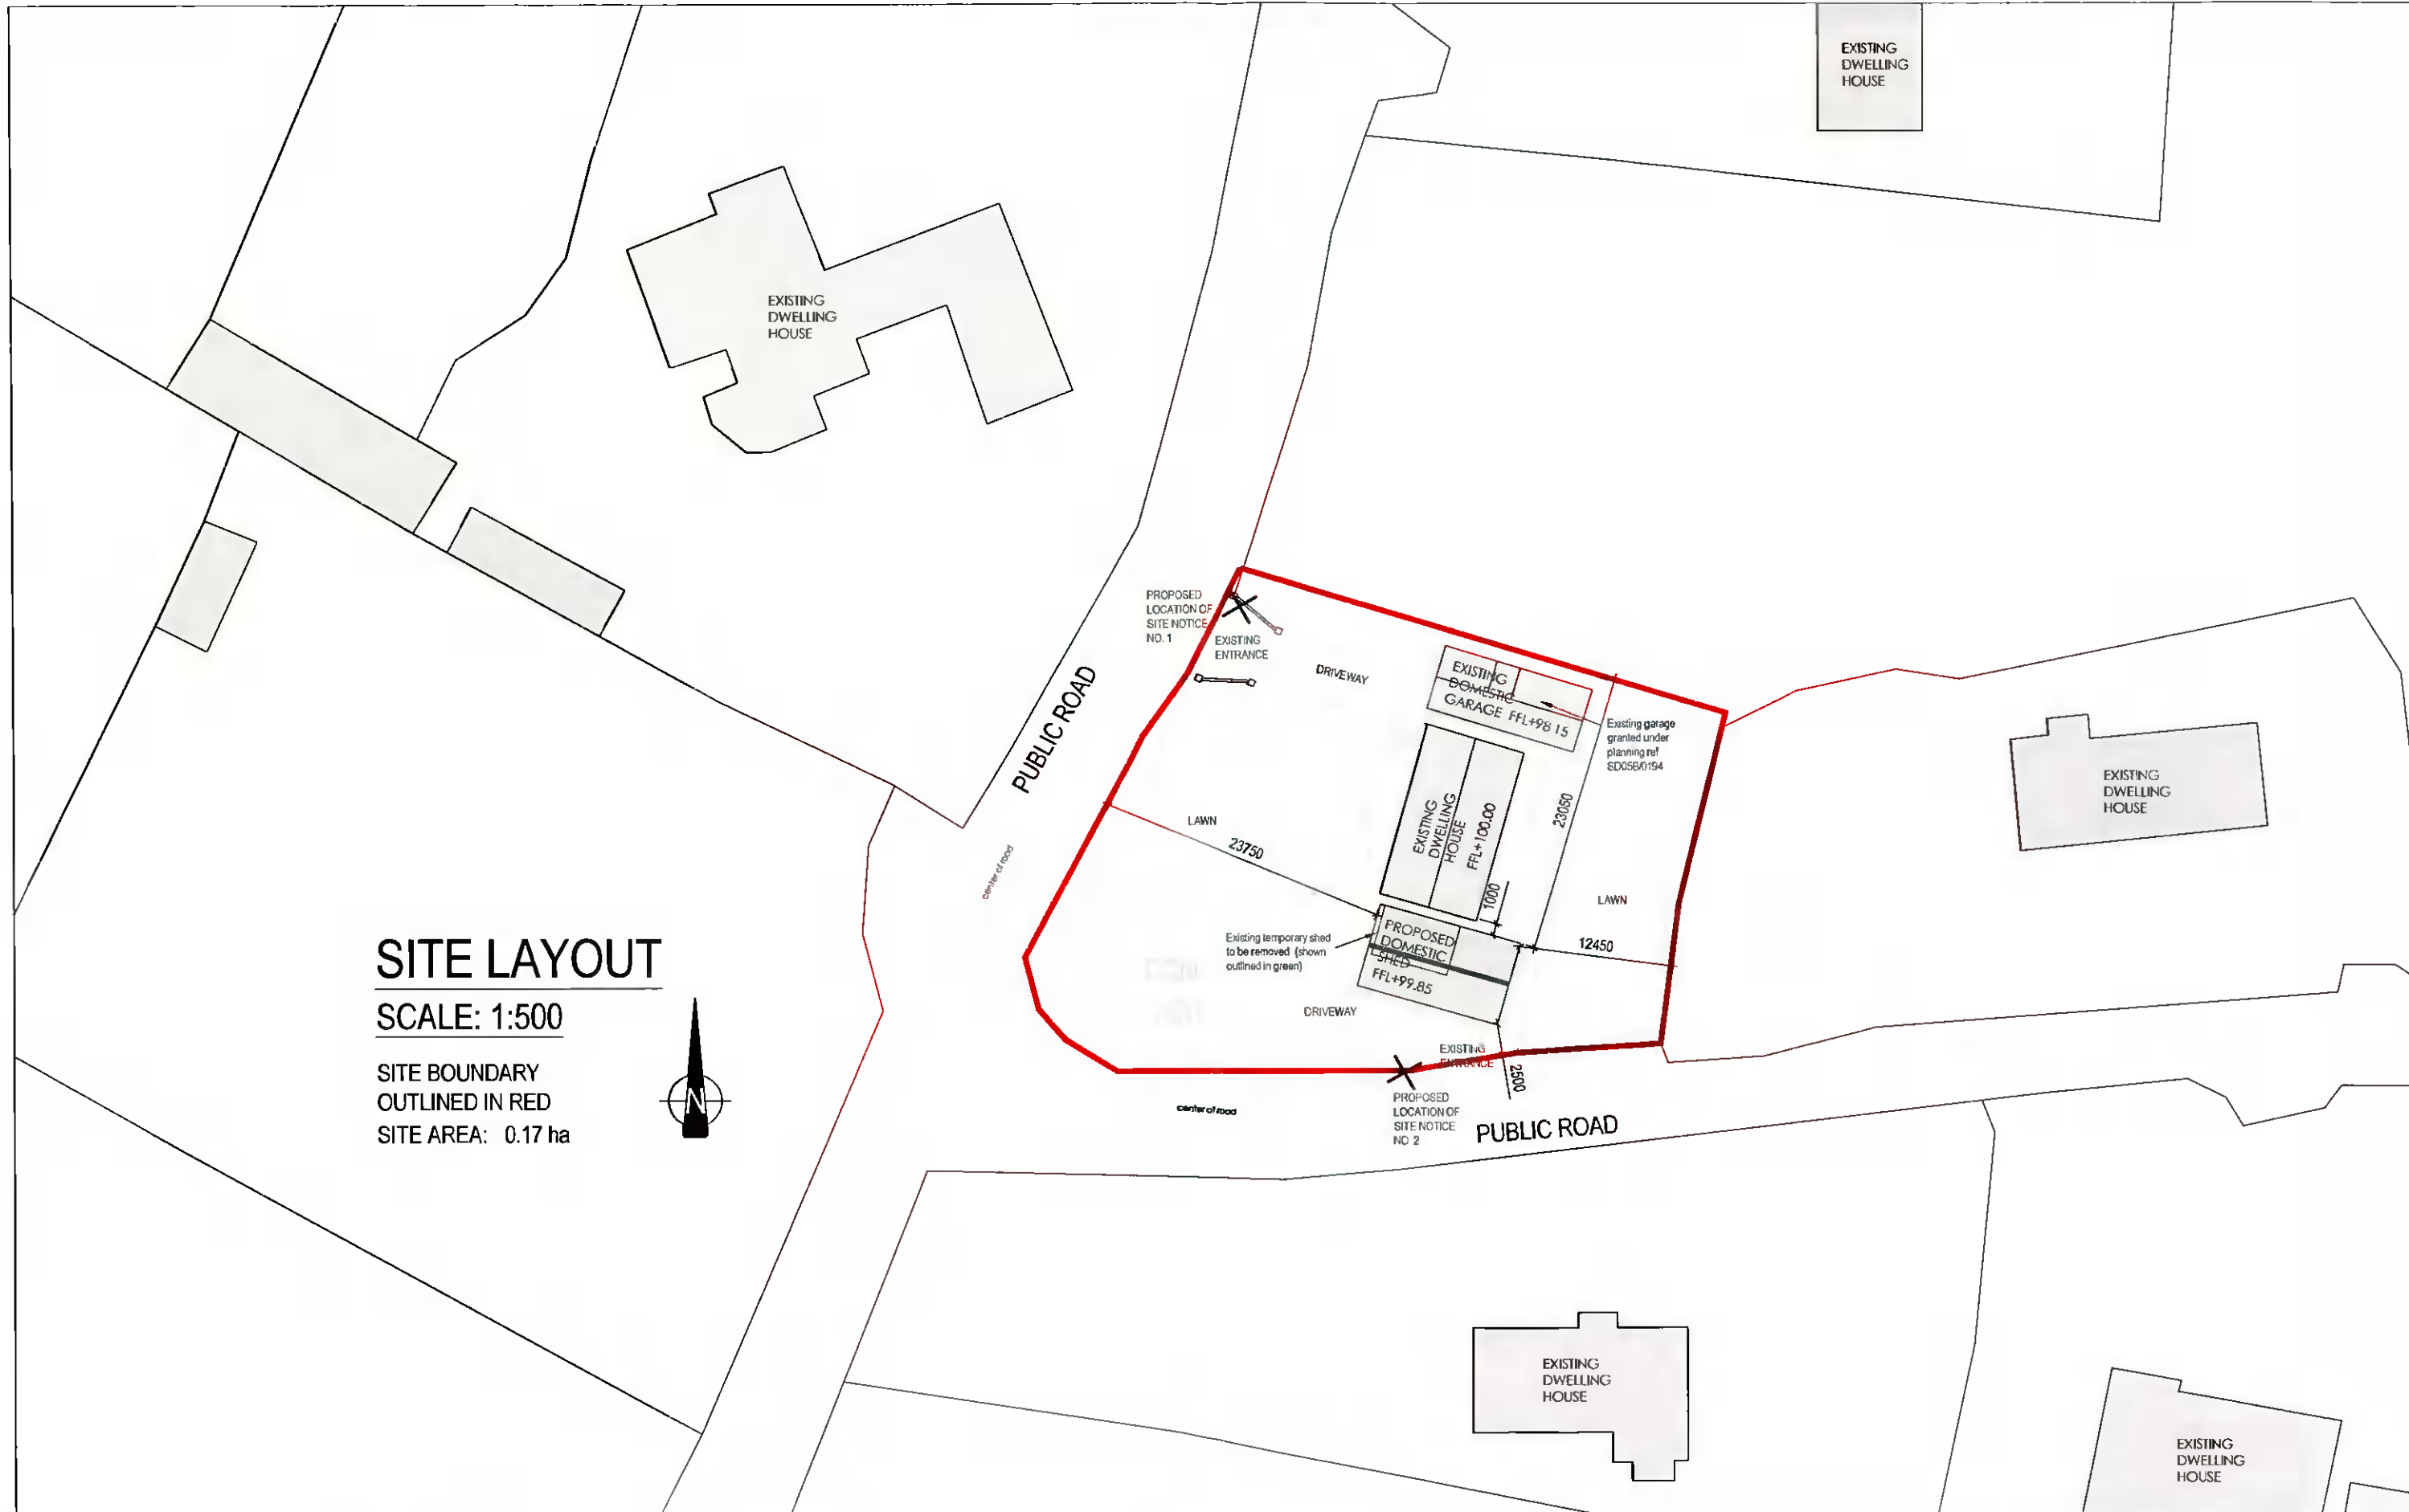 EXISTING
DWELLING
HOUSE
EXISTING
DWELLING
HOUSE
PROPOSED
LOCATION OF
SITE NOTICE
NO. 1
EXISTING
ENTRANCE
DRIVEWAY
EXISTING
DOMESTIC
GARAGE FFL+98 15
Existing garage
granted under
planning ref
SD05B/0194
PUBLIC ROAD
EXISTING
DWELLING
HOUSE
LAWN
23750
EXISTING
DWELLING
HOUSE
FFL+100.00
23050
1000
center of road
LAWN
12450
PROPOSED
DOMESTIC
SHED
FFL+99.85
Existing temporary shed
to be removed (shown
outlined in green)
DRIVEWAY
EXISTING
ENTRANCE
2500
center of road
PROPOSED
LOCATION OF
SITE NOTICE
NO 2
PUBLIC ROAD
SITE LAYOUT
SCALE: 1:500
SITE BOUNDARY
OUTLINED IN RED
SITE AREA: 0.17 ha
N
EXISTING
DWELLING
HOUSE
EXISTING
DWELLING
HOUSE